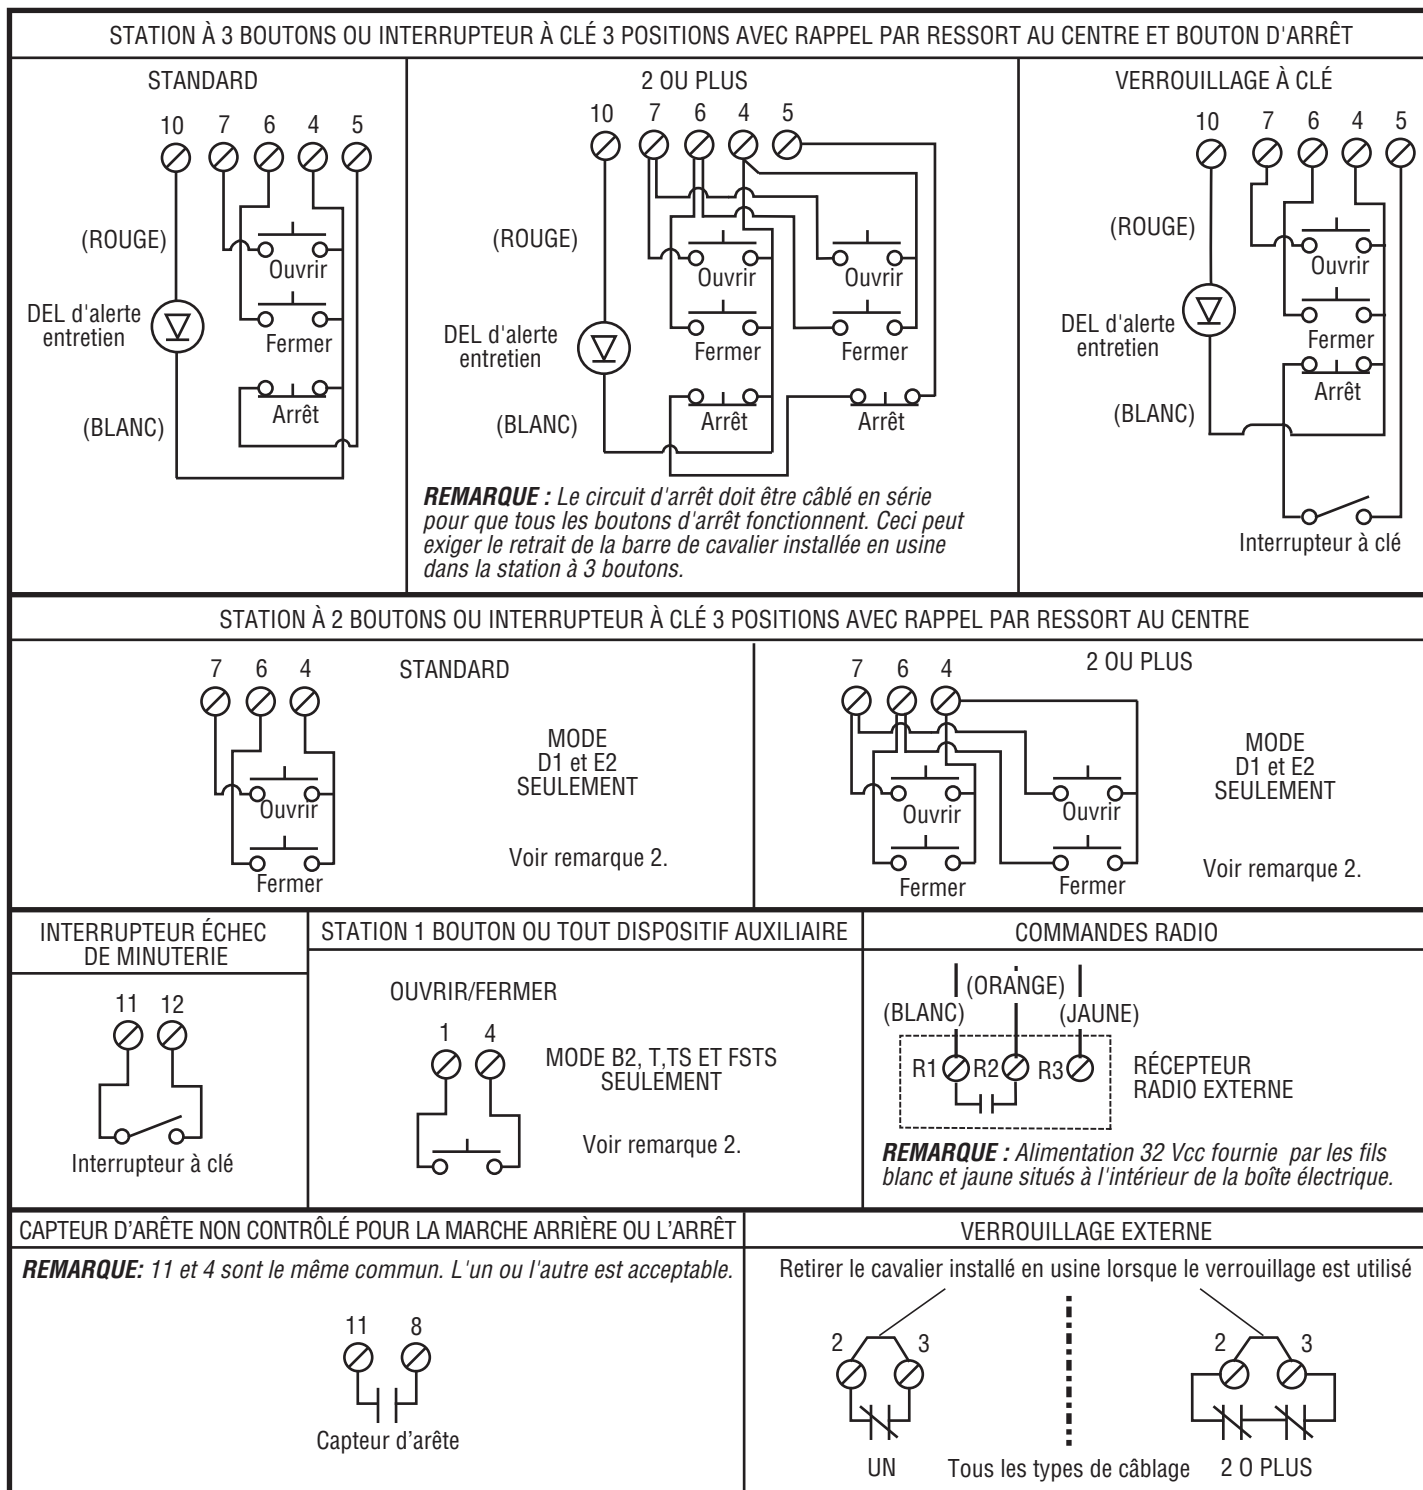 STATION À 3 BOUTONS OU INTERRUPTEUR À CLÉ 3 POSITIONS AVEC RAPPEL PAR RESSORT AU CENTRE ET BOUTON D'ARRÊT
STANDARD
10 7 6 4 5
(ROUGE)
Ouvrir
DEL d'alerte
entretien
Fermer
Arrêt
(BLANC)
2 OU PLUS
10 7 6 4 5
(ROUGE)
Ouvrir Ouvrir
DEL d'alerte
entretien
Fermer Fermer
(BLANC)
Arrêt Arrêt
REMARQUE : Le circuit d'arrêt doit être câblé en série
pour que tous les boutons d'arrêt fonctionnent. Ceci peut
exiger le retrait de la barre de cavalier installée en usine
dans la station à 3 boutons.
VERROUILLAGE À CLÉ
10 7 6 4 5
(ROUGE)
Ouvrir
DEL d'alerte
entretien
Fermer
Arrêt
(BLANC)
Interrupteur à clé
STATION À 2 BOUTONS OU INTERRUPTEUR À CLÉ 3 POSITIONS AVEC RAPPEL PAR RESSORT AU CENTRE
7 6 4
STANDARD
MODE
D1 et E2
SEULEMENT
Ouvrir
Voir remarque 2.
Fermer
7 6 4
2 OU PLUS
MODE
D1 et E2
SEULEMENT
Ouvrir Ouvrir
Voir remarque 2.
Fermer Fermer
INTERRUPTEUR ÉCHEC
DE MINUTERIE
11 12
Interrupteur à clé
STATION 1 BOUTON OU TOUT DISPOSITIF AUXILIAIRE
OUVRIR/FERMER
1 4
MODE B2, T,TS ET FSTS
SEULEMENT
Voir remarque 2.
COMMANDES RADIO
(ORANGE)
(BLANC) (JAUNE)
R1 R2 R3
RÉCEPTEUR
RADIO EXTERNE
REMARQUE : Alimentation 32 Vcc fournie par les fils
blanc et jaune situés à l'intérieur de la boîte électrique.
CAPTEUR D'ARÊTE NON CONTRÔLÉ POUR LA MARCHE ARRIÈRE OU L'ARRÊT
REMARQUE: 11 et 4 sont le même commun. L'un ou l'autre est acceptable.
11 8
Capteur d'arête
VERROUILLAGE EXTERNE
Retirer le cavalier installé en usine lorsque le verrouillage est utilisé
2 3
2 3
UN
Tous les types de câblage
2 O PLUS